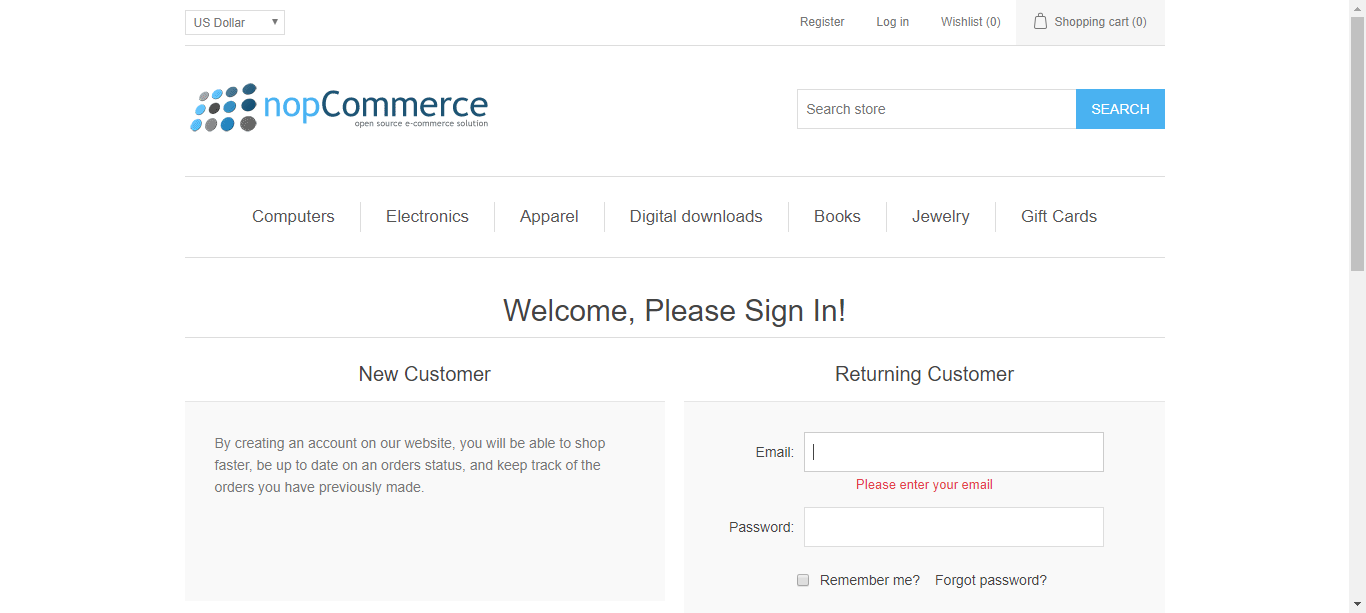 US Dollar
Register Log in Wishlist (0) Shopping cart (0)
nopCommerce
open source e-commerce solution
Search store SEARCH
Computers Electronics Apparel Digital downloads Books Jewelry Gift Cards
Welcome, Please Sign In!
New Customer
By creating an account on our website, you will be able to shop
faster, be up to date on an orders status, and keep track of the
orders you have previously made.
Returning Customer
Email:
Please enter your email
Password:
Remember me? Forgot password?